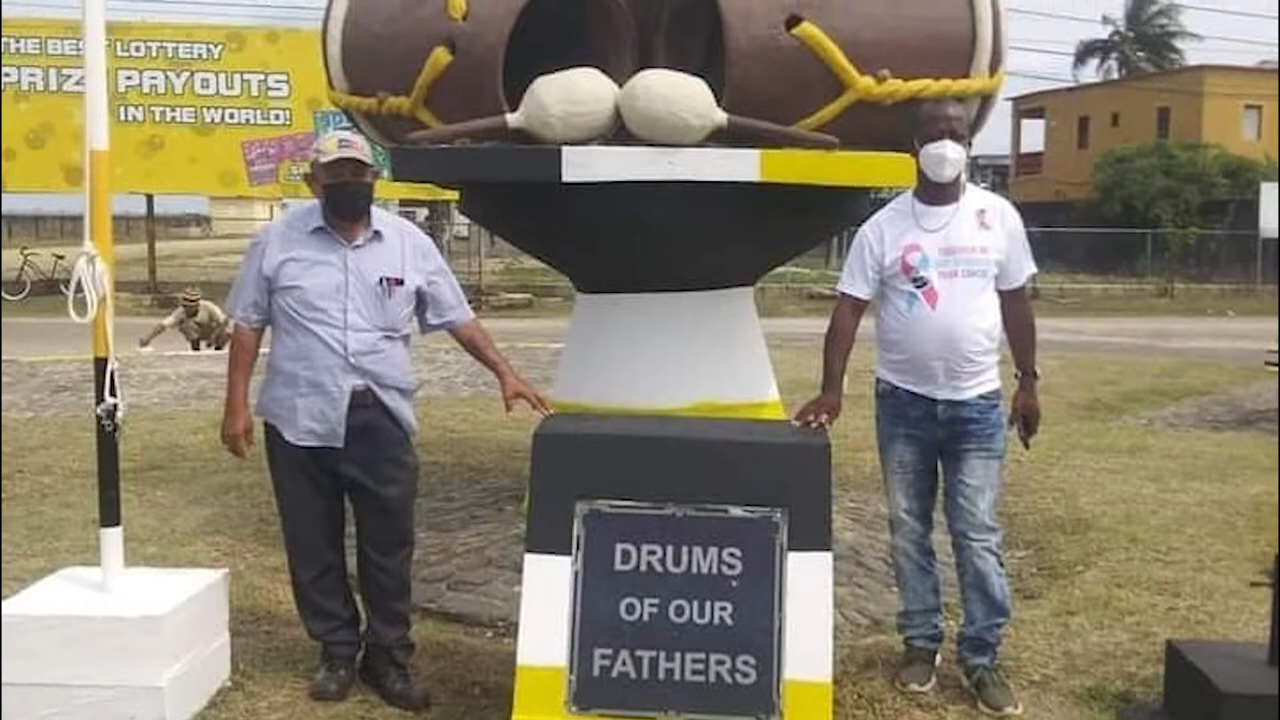 THE BEST LOTTERY
PRIZE PAYOUTS
IN THE WORLD!
DRUMS
OF OUR
FATHERS